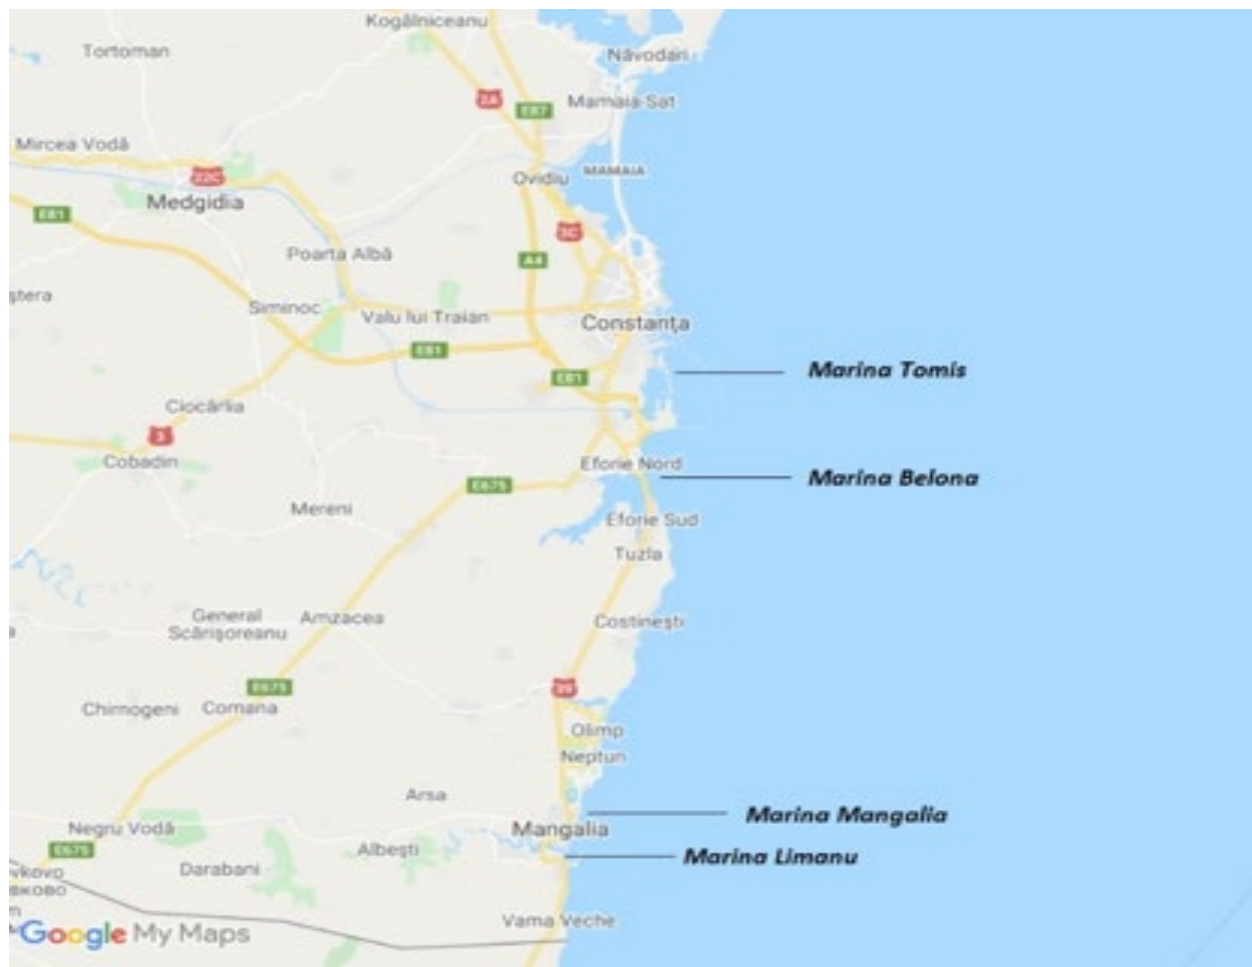 Kogălniceanu
Tortoman
Năvodari
2A
Mamaia-Sat
E87
Mircea Vodă
MAMAIA
22C
Ovidiu
Medgidia
E81
3C
Poarta Albă
A4
ștera
Siminoc
Valu lui Traian
Constanța
E81
Marina Tomis
E81
Ciocârlia
3
Cobadin
Eforie Nord
Marina Belona
E675
Mereni
Eforie Sud
Tuzla
General
Scărișoreanu
Amzacea
Costinești
E675
39
Chirnogeni
Comana
Olimp
Neptun
Arsa
Marina Mangalia
Negru Vodă
Mangalia
E675
Albești
Marina Limanu
Darabani
vkovo
вково
Vama Veche
Google My Maps